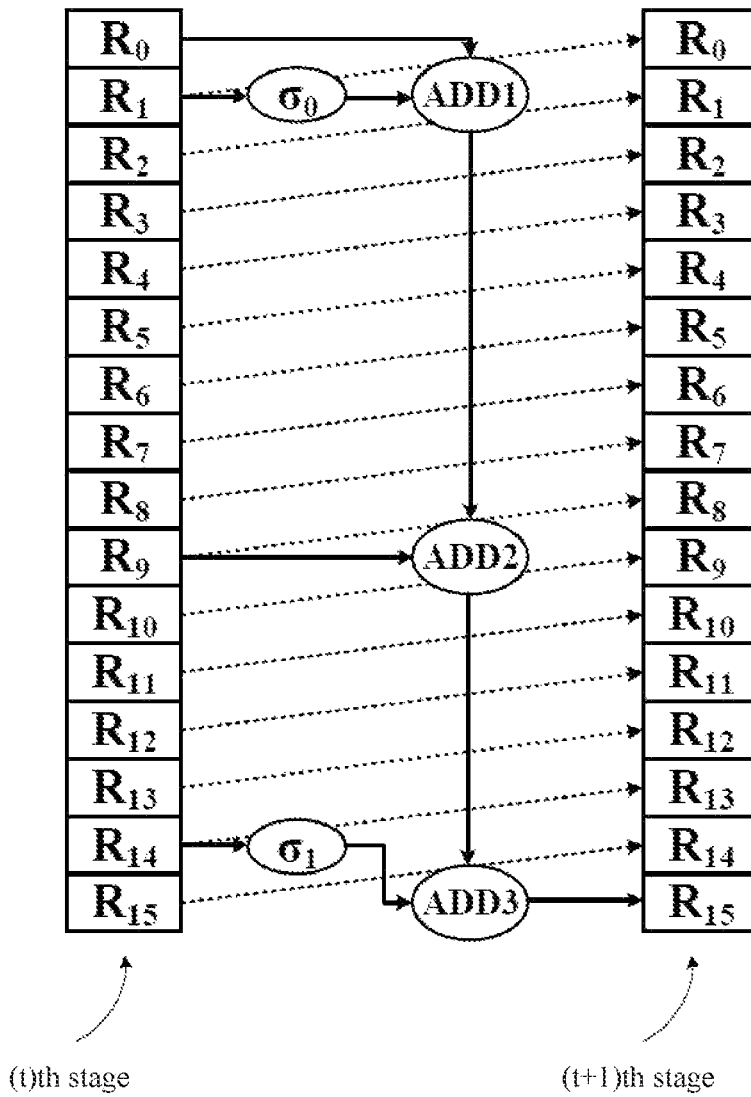 R₀ R₀
R₁ σ₀ ADD1 R₁
R₂ R₂
R₃ R₃
R₄ R₄
R₅ R₅
R₆ R₆
R₇ R₇
R₈ R₈
R₉ ADD2 R₉
R₁₀ R₁₀
R₁₁ R₁₁
R₁₂ R₁₂
R₁₃ R₁₃
R₁₄ σ₁ R₁₄
R₁₅ ADD3 R₁₅
(t)th stage (t+1)th stage